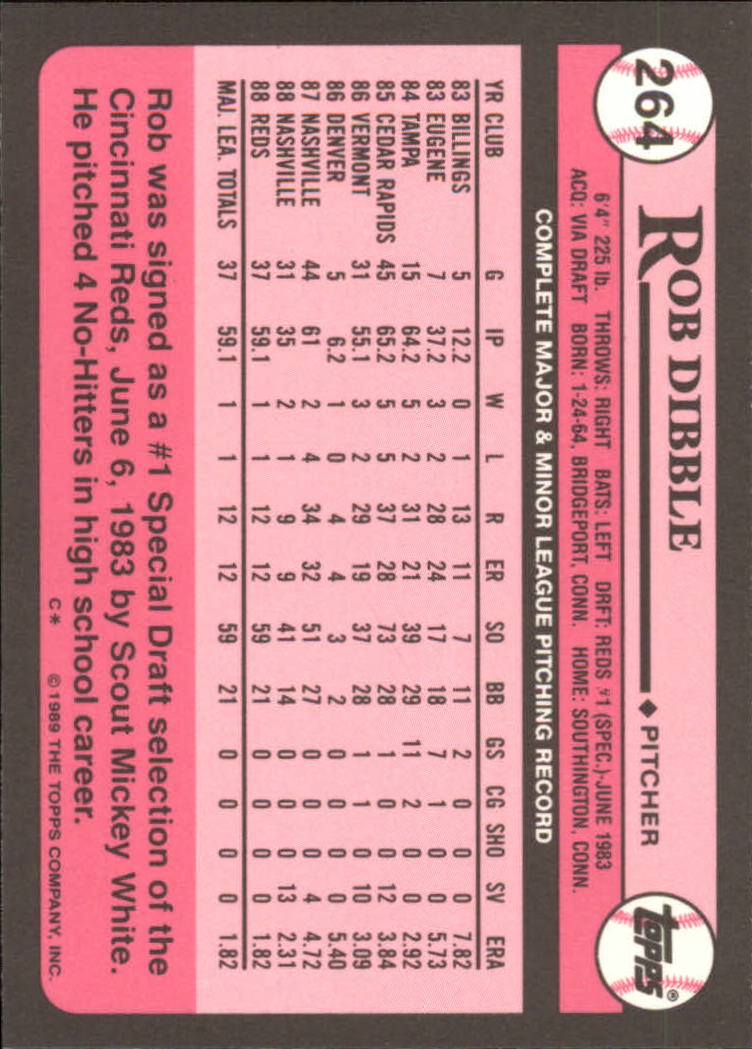 264
ROB DIBBLE ◆ PITCHER
topps®
6'4" 225 lb. THROWS: RIGHT BATS: LEFT DRFT: REDS #1 (SPEC.)-JUNE 1983
ACQ: VIA DRAFT BORN: 1-24-64, BRIDGEPORT, CONN. HOME: SOUTHINGTON, CONN.
COMPLETE MAJOR & MINOR LEAGUE PITCHING RECORD
YR CLUB G IP W L R ER SO BB GS CG SHO SV ERA
83 BILLINGS 5 12.2 0 1 13 11 7 11 2 0 0 0 7.82
83 EUGENE 7 37.2 3 2 28 24 17 18 7 1 0 0 5.73
84 TAMPA 15 64.2 5 2 31 21 39 29 11 2 0 0 2.92
85 CEDAR RAPIDS 45 65.2 5 5 37 28 73 28 1 0 0 12 3.84
86 VERMONT 31 55.1 3 2 29 19 37 28 1 1 0 10 3.09
86 DENVER 5 6.2 1 0 4 4 3 2 0 0 0 0 5.40
87 NASHVILLE 44 61 2 4 34 32 51 27 0 0 0 4 4.72
88 NASHVILLE 31 35 2 1 9 9 41 14 0 0 0 13 2.31
88 REDS 37 59.1 1 1 12 12 59 21 0 0 0 0 1.82
MAJ. LEA. TOTALS 37 59.1 1 1 12 12 59 21 0 0 0 0 1.82
Rob was signed as a #1 Special Draft selection of the
Cincinnati Reds, June 6, 1983 by Scout Mickey White.
He pitched 4 No-Hitters in high school career.
C* © 1989 THE TOPPS COMPANY, INC.